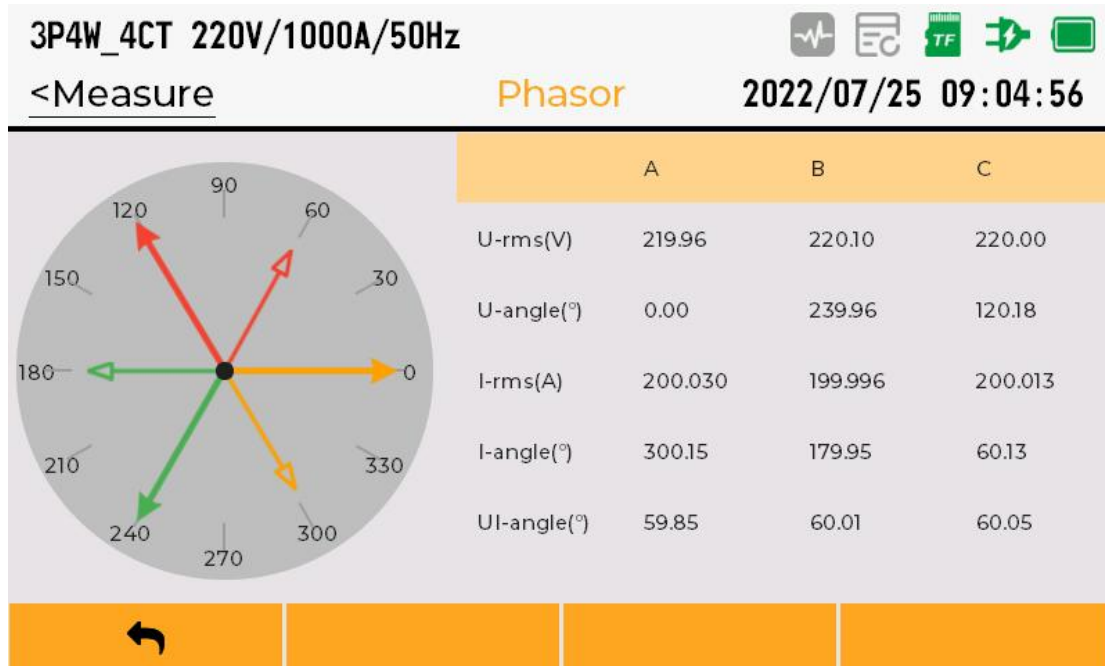 3P4W_4CT 220V/1000A/50Hz
TF
<Measure
Phasor
2022/07/25 09:04:56
90
120
60
150
30
180
0
210
330
240
300
270
A B C
U-rms(V) 219.96 220.10 220.00
U-angle(°) 0.00 239.96 120.18
I-rms(A) 200.030 199.996 200.013
I-angle(°) 300.15 179.95 60.13
UI-angle(°) 59.85 60.01 60.05